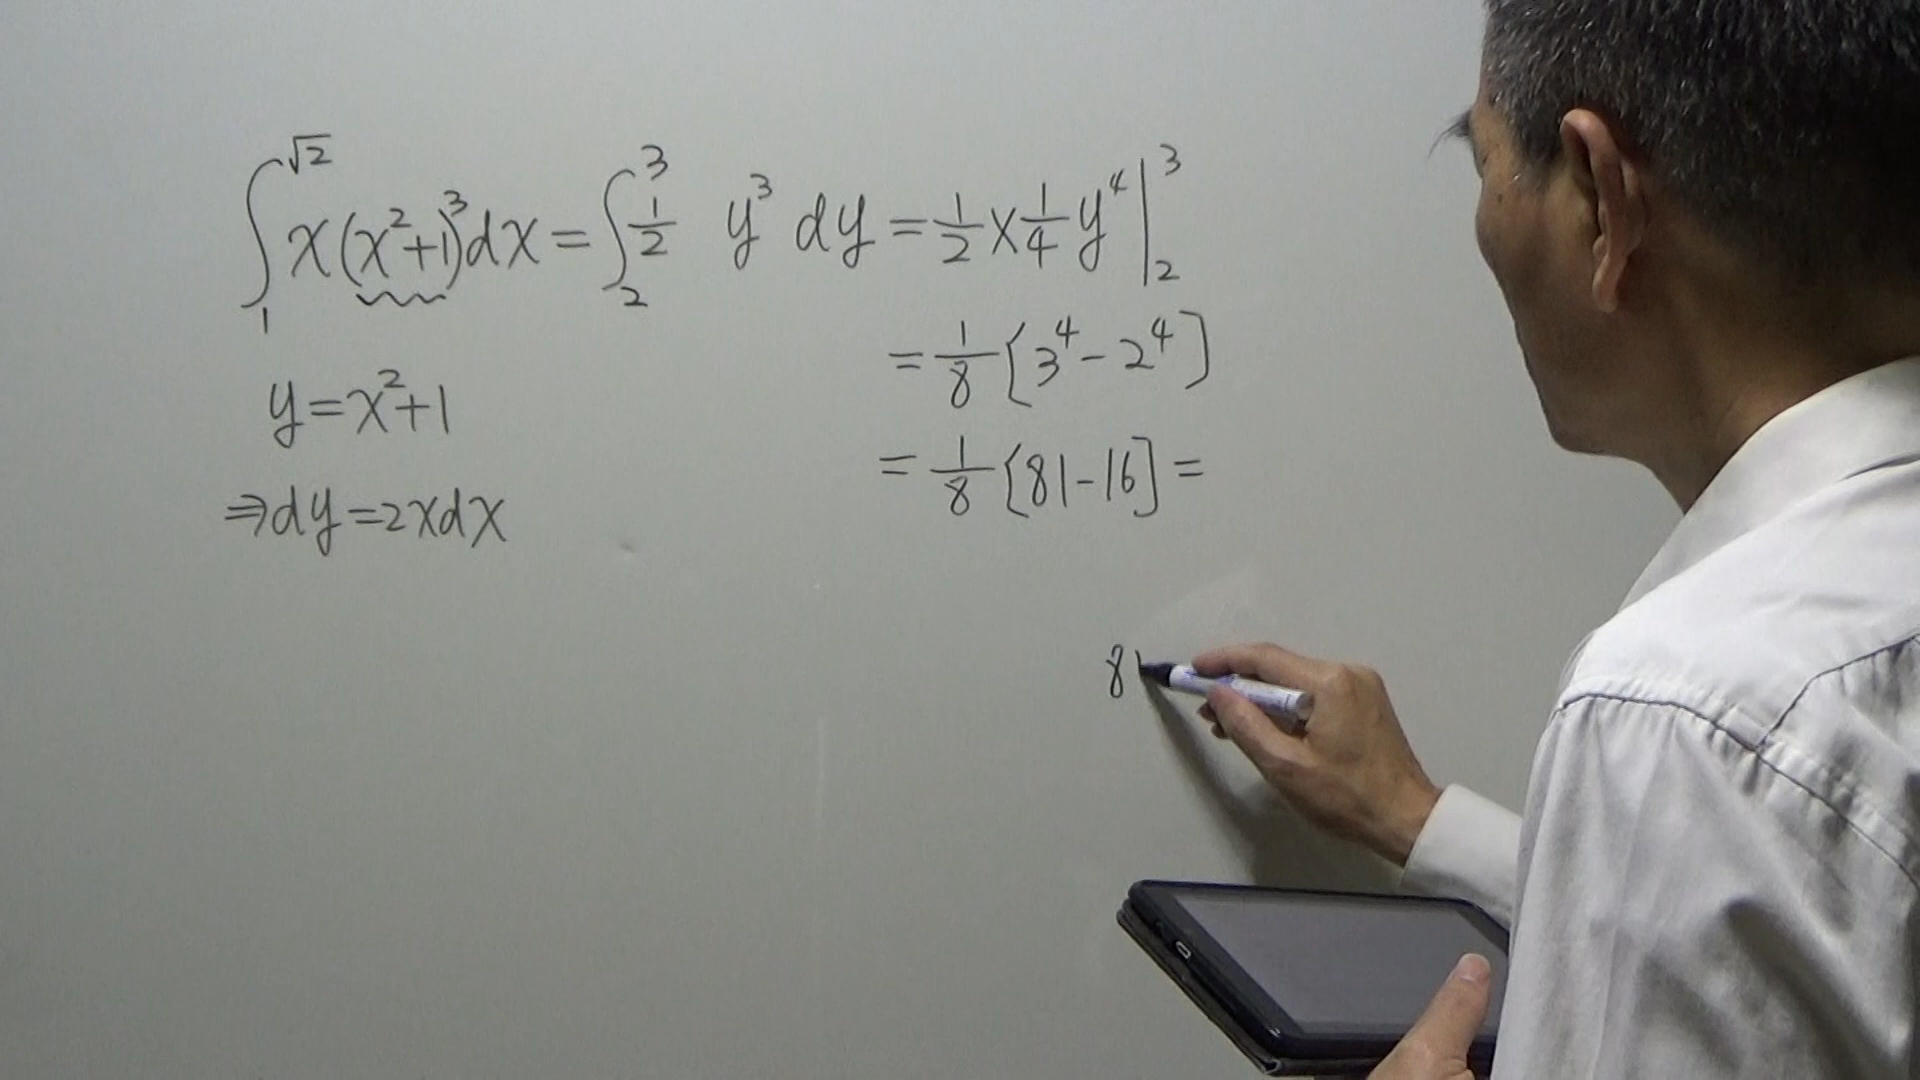 ∫₁^√2 x(x²+1)³dx = ∫₂³ 1/2 y³ dy = 1/2 × 1/4 y⁴ |₂³
= 1/8 [3⁴ - 2⁴]
y = x²+1
= 1/8 [81 - 16] =
⇒ dy = 2xdx
81